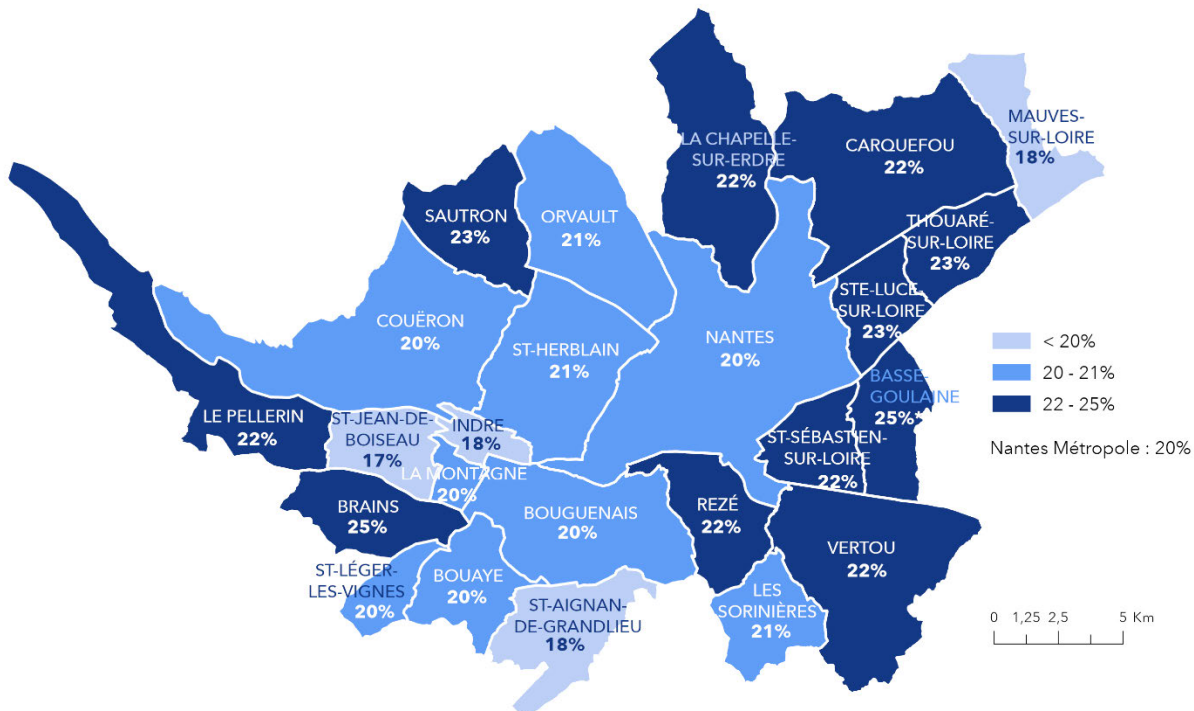 MAUVES-
SUR-LOIRE
18%
LA CHAPELLE-
SUR-ERDRE
22%
CARQUEFOU
22%
SAUTRON
23%
ORVAULT
21%
THOUARÉ-
SUR-LOIRE
23%
STE-LUCE-
SUR-LOIRE
23%
COUËRON
20%
ST-HERBLAIN
21%
NANTES
20%
BASSE-
GOULAINE
25%*
LE PELLERIN
22%
ST-JEAN-DE-
BOISEAU
17%
INDRE
18%
LA MONTAGNE
20%
ST-SÉBASTIEN-
SUR-LOIRE
22%
BRAINS
25%
BOUGUENAIS
20%
REZÉ
22%
VERTOU
22%
ST-LÉGER-
LES-VIGNES
20%
BOUAYE
20%
ST-AIGNAN-
DE-GRANDLIEU
18%
LES
SORINIÈRES
21%
< 20%
20 - 21%
22 - 25%
Nantes Métropole : 20%
0 1,25 2,5 5 Km